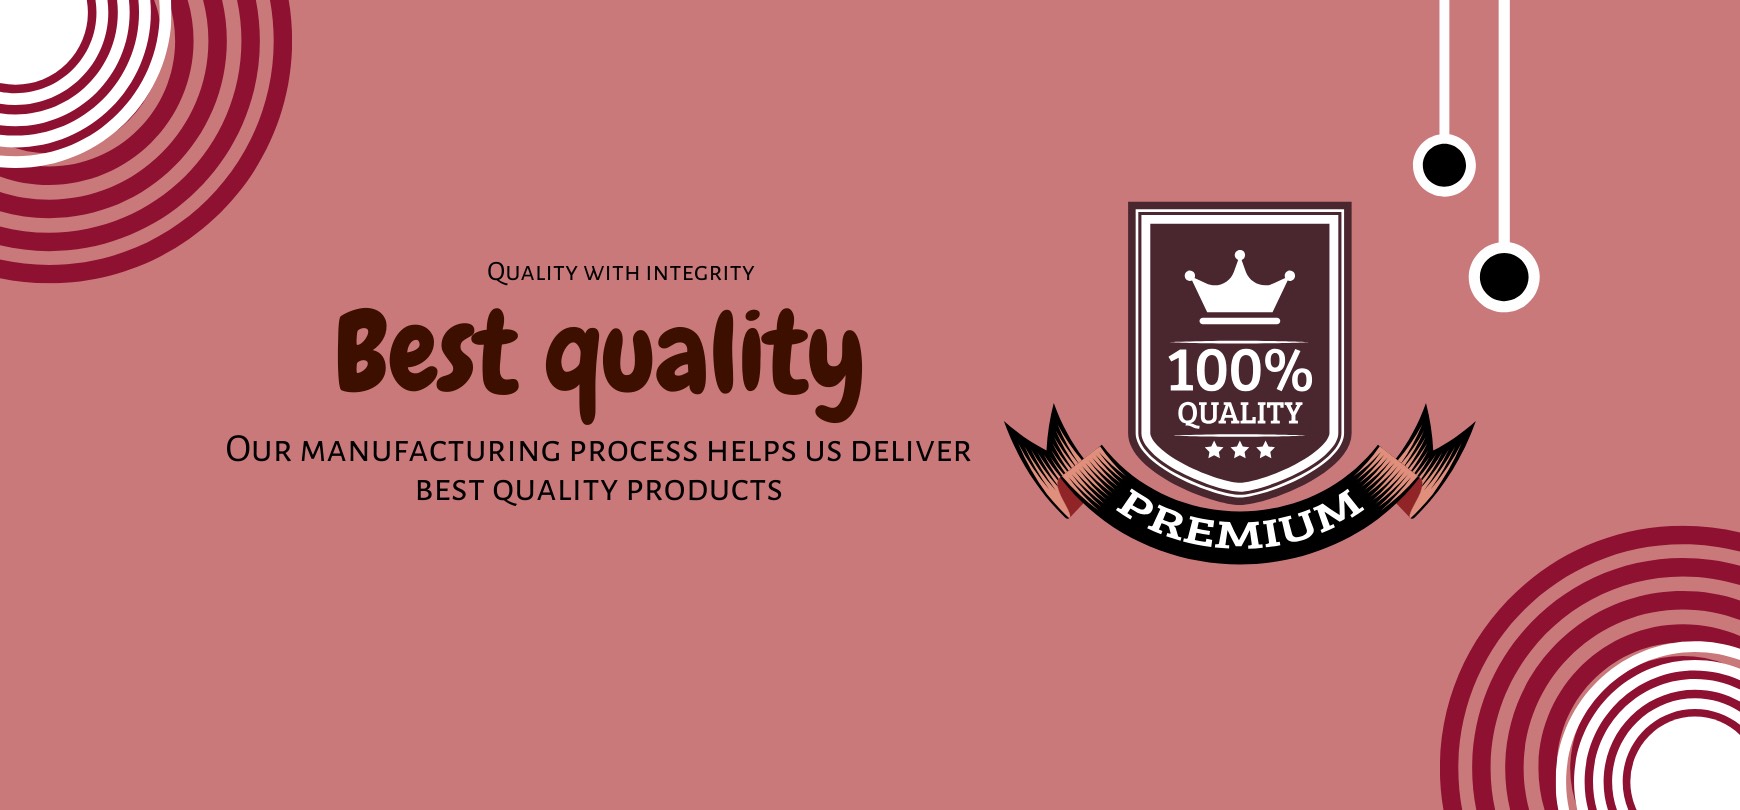 Quality with integrity
Best quality
Our manufacturing process helps us deliver
best quality products
100%
QUALITY
PREMIUM